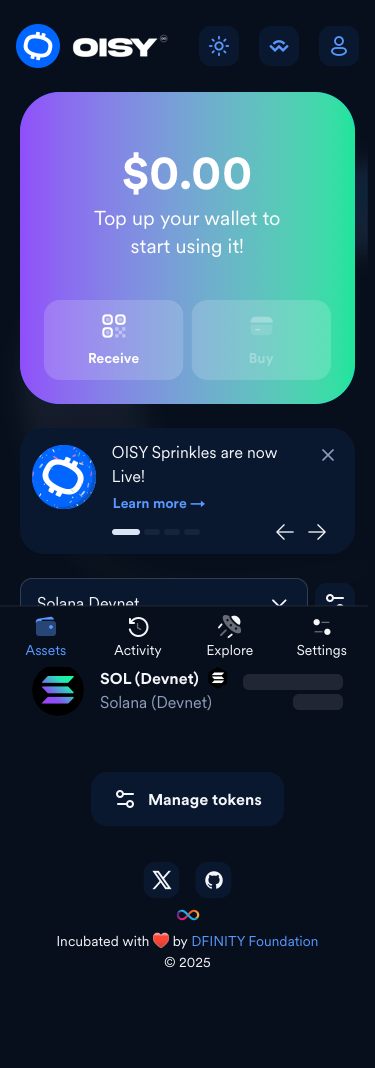 OISY
$0.00
Top up your wallet to
start using it!
Receive
Buy
OISY Sprinkles are now
Live!
Learn more →
Solana Devnet
Assets
Activity
Explore
Settings
SOL (Devnet)
Solana (Devnet)
Manage tokens
Incubated with ❤️ by DFINITY Foundation
© 2025